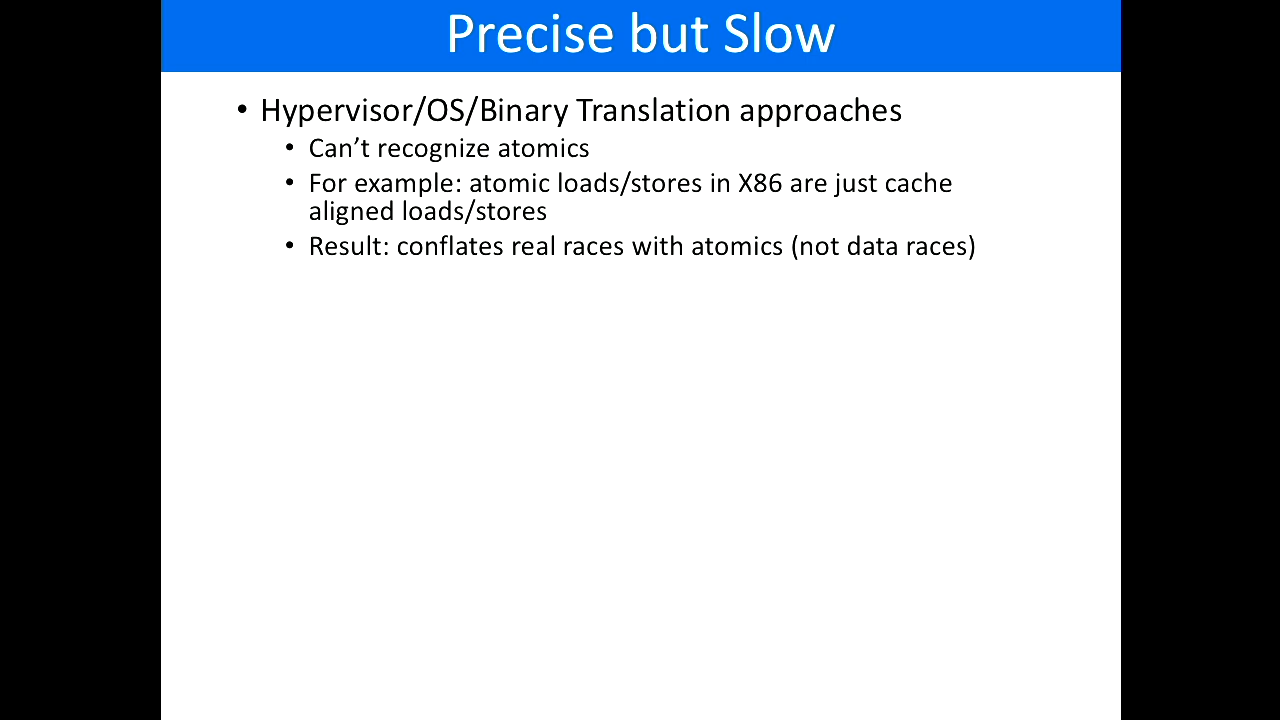 Precise but Slow
• Hypervisor/OS/Binary Translation approaches
• Can’t recognize atomics
• For example: atomic loads/stores in X86 are just cache
aligned loads/stores
• Result: conflates real races with atomics (not data races)